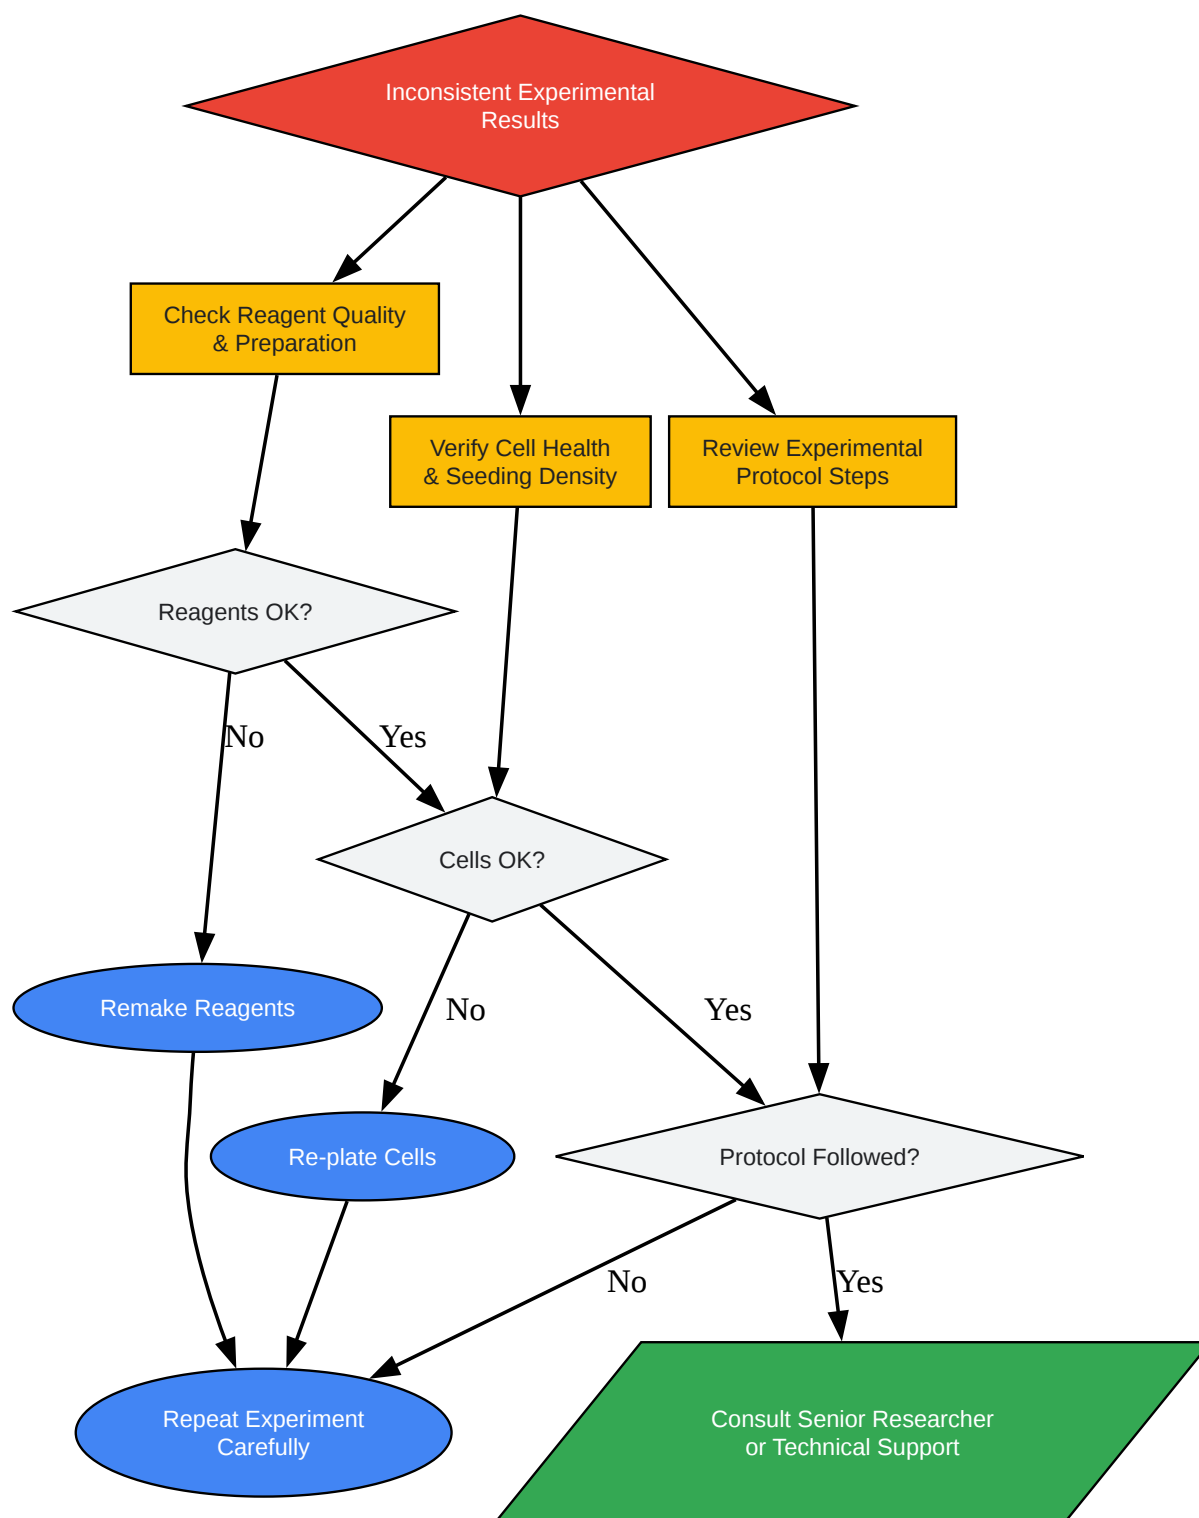 Inconsistent Experimental
Results
Check Reagent Quality
& Preparation
Verify Cell Health
& Seeding Density
Review Experimental
Protocol Steps
Reagents OK?
No
Yes
Cells OK?
Remake Reagents
No
Yes
Re-plate Cells
Protocol Followed?
No
Yes
Repeat Experiment
Carefully
Consult Senior Researcher
or Technical Support